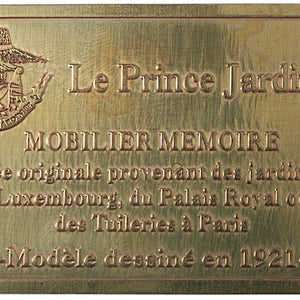 Le Prince Jardi
MOBILIER MEMOIRE
se originale provenant des jardin
Luxembourg, du Palais Royal o
des Tuileries à Paris
-Modèle dessiné en 1921-